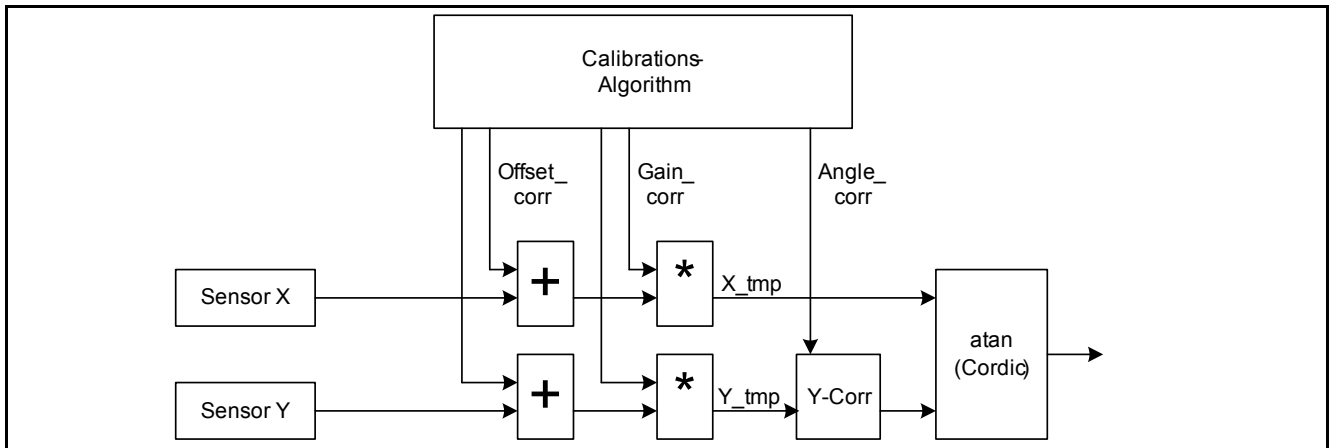 Calibrations-
Algorithm
Offset_
corr
Gain_
corr
Angle_
corr
Sensor X
+
*
X_tmp
atan
(Cordic)
Sensor Y
+
*
Y_tmp
Y-Corr